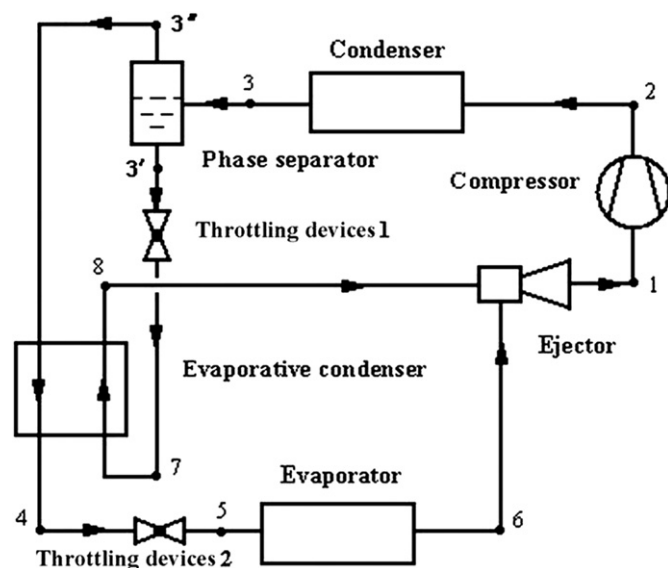 3″
Condenser
3
2
3′
Phase separator
Compressor
Throttling devices 1
8
1
Ejector
Evaporative condenser
7
Evaporator
4
5
6
Throttling devices 2